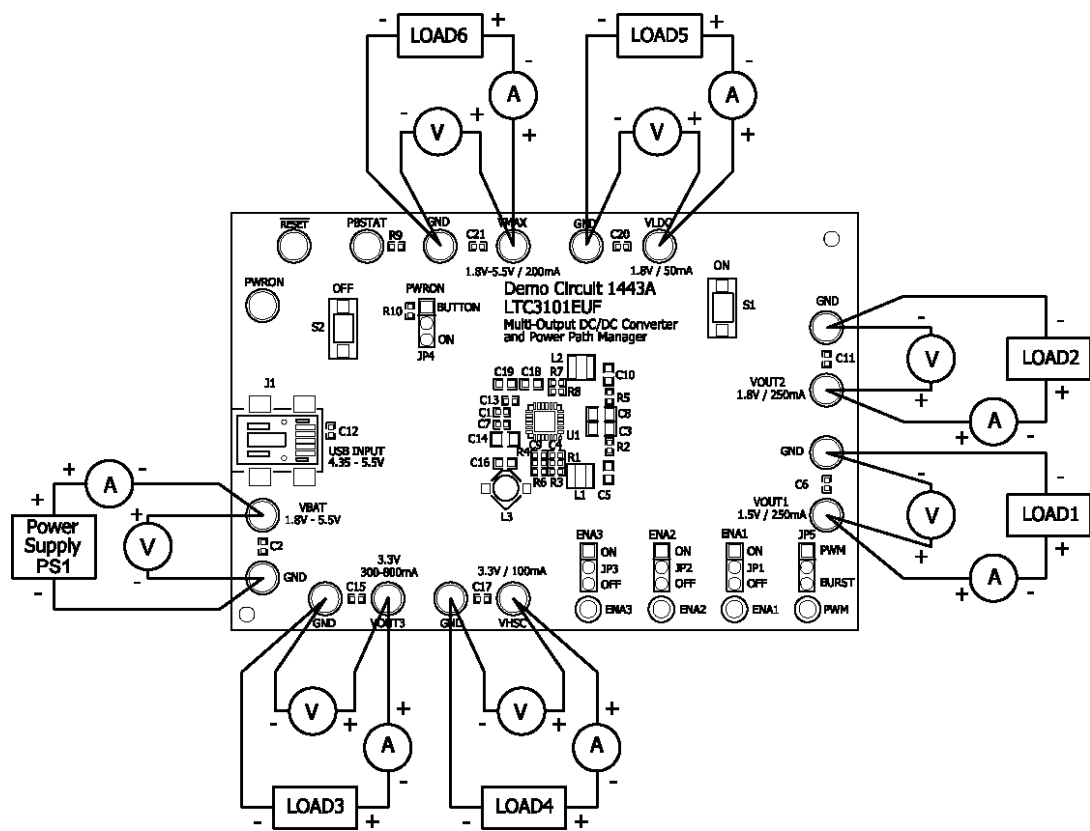 - LOAD6 +
- LOAD5 +
-
-
A
A
- V +
- V +
+
+
RESET
PBSTAT
R9
GND
C21
VMAX
GND
C20
VLDO
1.8V-5.5V / 200mA
1.8V / 50mA
PWRON
OFF
S2
R10
PWRON
BUTTON
ON
JP4
Demo Circuit 1443A
LTC3101EUF
Multi-Output DC/DC Converter
and Power Path Manager
ON
S1
GND
C11
VOUT2
1.8V / 250mA
-
V
+
-
LOAD2
+
+ A -
J1
C12
USB INPUT
4.35 - 5.5V
L2
C19 C18 R7
R8
C10
C13
R5
C1
C8
C7
C3
U1
C14
R2
R4
C9 C4
R1
C16
R6 R3
L1
C5
L3
GND
C6
VOUT1
1.5V / 250mA
-
V
+
-
LOAD1
+
+ A -
+ A -
+
Power
Supply
PS1
-
+
V
-
VBAT
1.8V - 5.5V
C2
GND
3.3V
300-800mA
C15
GND
VOUT3
3.3V / 100mA
C17
GND
VHSC
ENA3
ON
JP3
OFF
ENA3
ENA2
ON
JP2
OFF
ENA2
ENA1
ON
JP1
OFF
ENA1
JP5
PWM
BURST
PWM
- V +
- V +
+
A
-
+
A
-
- LOAD3 +
- LOAD4 +